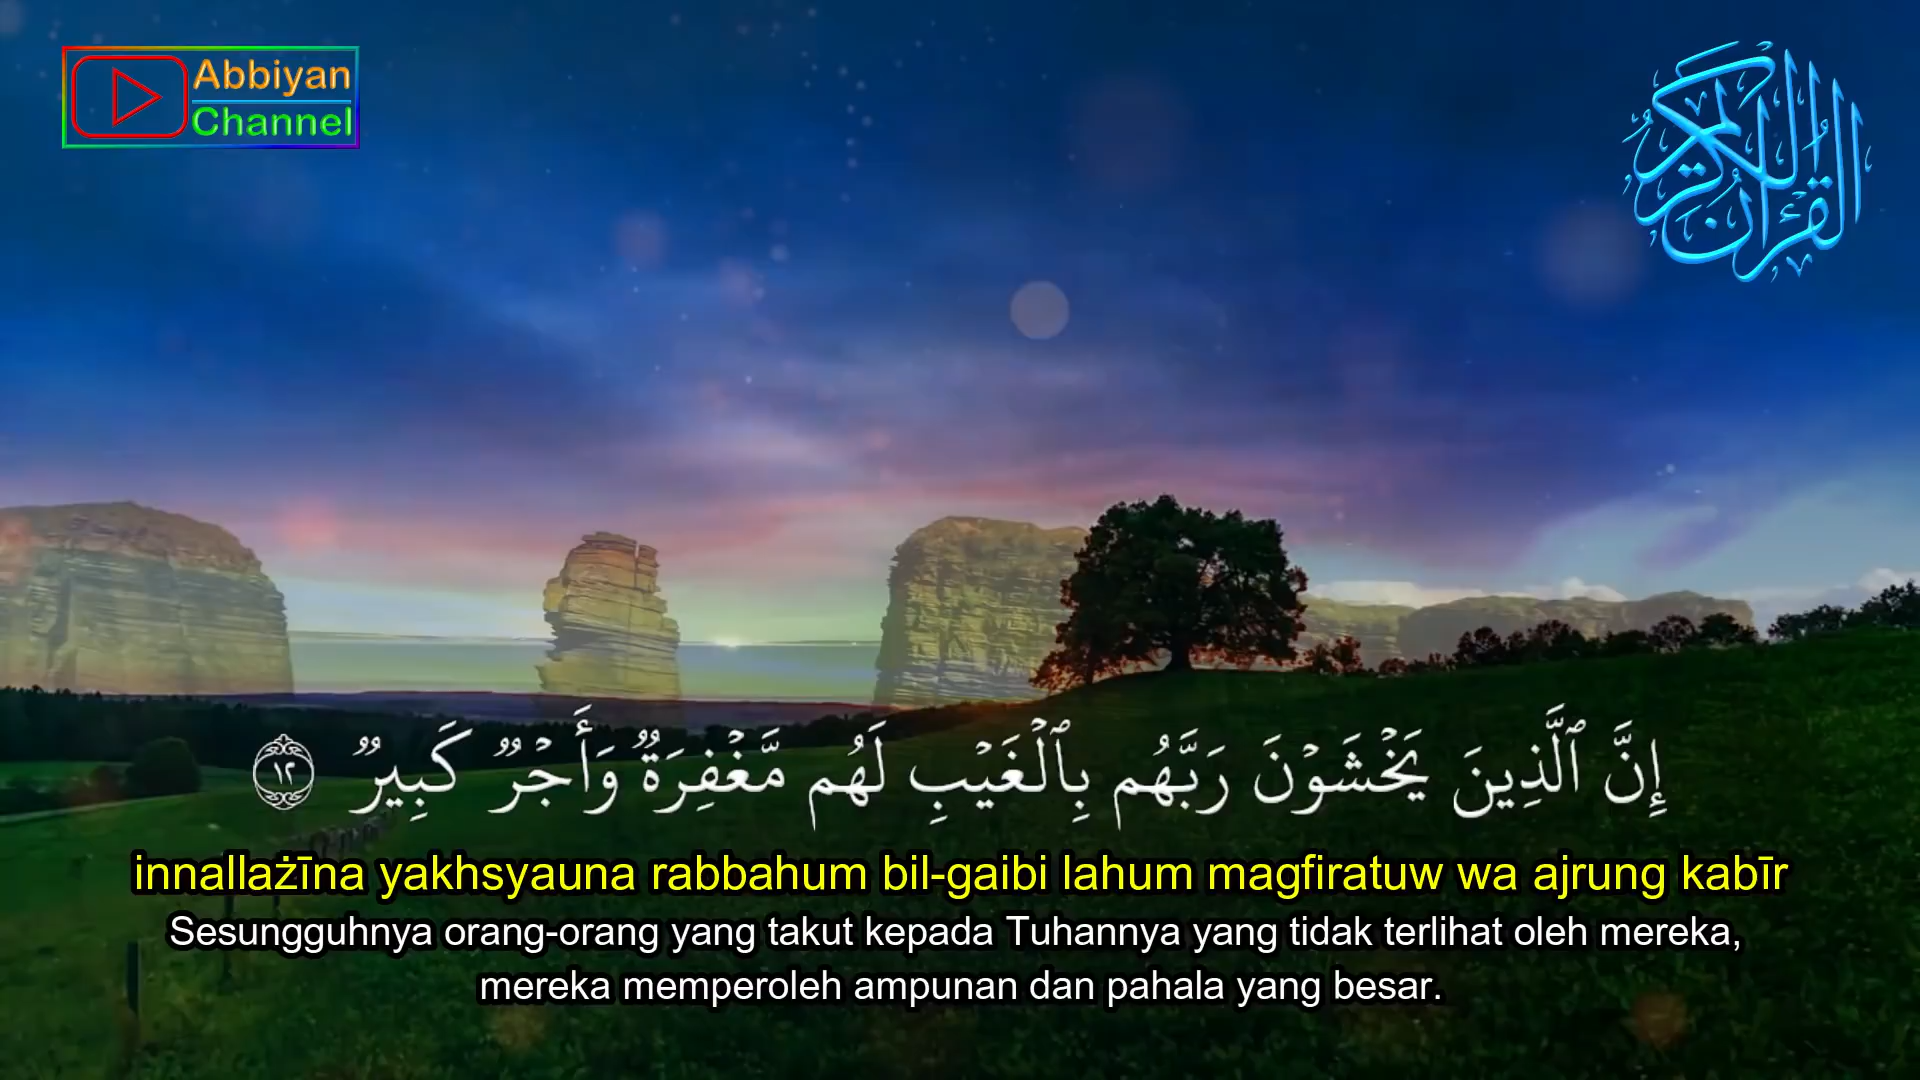 Abbiyan
Channel
القرآن الكريم
إِنَّ ٱلَّذِينَ يَخْشَوْنَ رَبَّهُم بِٱلْغَيْبِ لَهُم مَّغْفِرَةٌ وَأَجْرٌ كَبِيرٌ ١٢
innallażīna yakhsyauna rabbahum bil-gaibi lahum magfiratuw wa ajrung kabīr
Sesungguhnya orang-orang yang takut kepada Tuhannya yang tidak terlihat oleh mereka,
mereka memperoleh ampunan dan pahala yang besar.